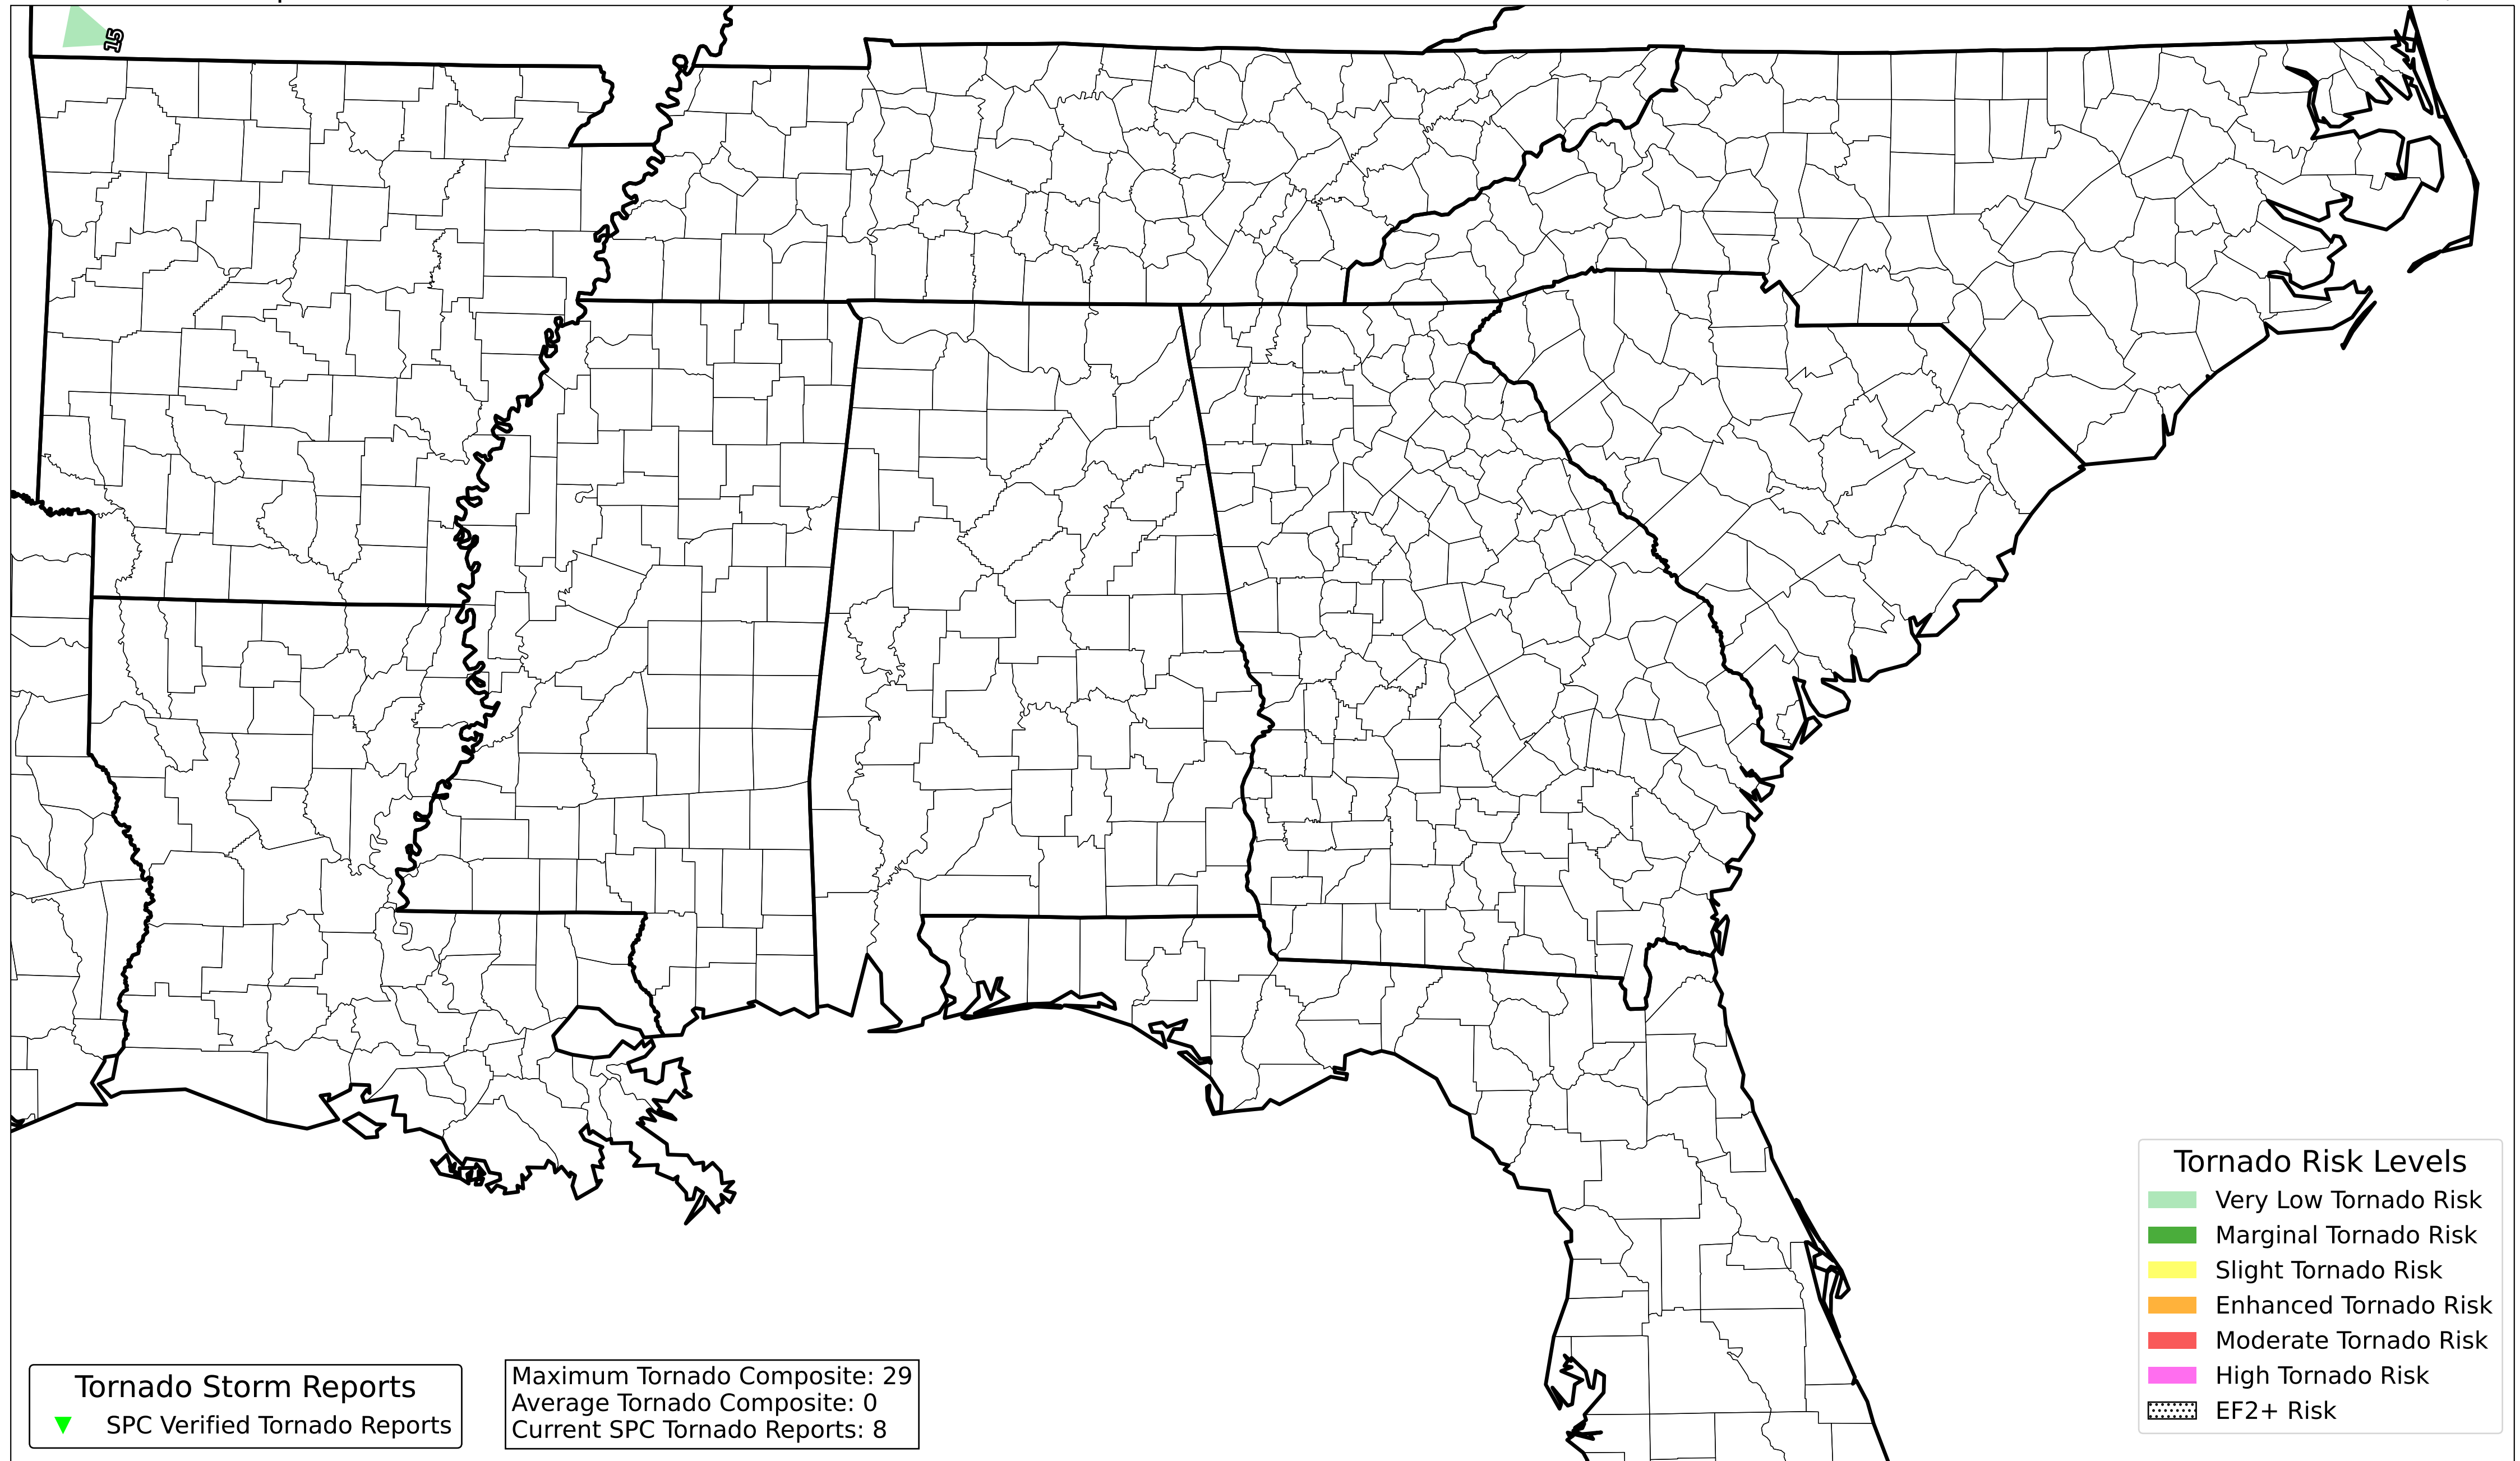 15
Tornado Risk Levels
Very Low Tornado Risk
Marginal Tornado Risk
Slight Tornado Risk
Enhanced Tornado Risk
Moderate Tornado Risk
High Tornado Risk
EF2+ Risk
Tornado Storm Reports
SPC Verified Tornado Reports
Maximum Tornado Composite: 29
Average Tornado Composite: 0
Current SPC Tornado Reports: 8